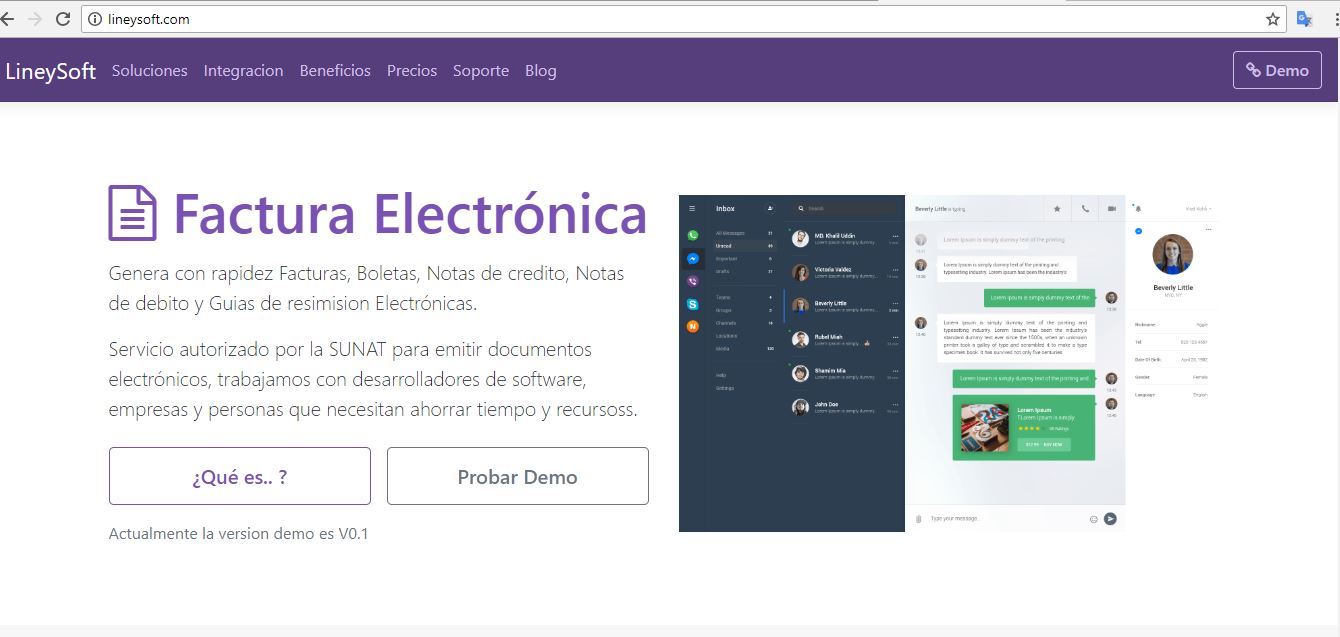 lineysoft.com
LineySoft Soluciones Integracion Beneficios Precios Soporte Blog Demo
Factura Electrónica
Genera con rapidez Facturas, Boletas, Notas de credito, Notas
de debito y Guias de resimision Electrónicas.
Servicio autorizado por la SUNAT para emitir documentos
electrónicos, trabajamos con desarrolladores de software,
empresas y personas que necesitan ahorrar tiempo y recursoss.
¿Qué es.. ?
Probar Demo
Actualmente la version demo es V0.1
Inbox
All Messages
Unread
Important
Drafts
Teams
Groups
Channels
Locations
Media
Help
Settings
Search
MD. Khalil Uddin
Lorem Ipsum is simply dummy
Victoria Valdez
Lorem Ipsum is simply dummy...
Beverly Little
Lorem Ipsum is simply dummy...
Rubel Miah
Lorem Ipsum is simply
Shamim Mia
Lorem Ipsum is simply dummy
John Doe
Lorem Ipsum is simply dummy
Beverly Little is typing
Lorem Ipsum is simply dummy text of the printing
Lorem Ipsum is simply dummy text of the printing and
typesetting industry. Lorem Ipsum has been the industry's
Lorem Ipsum is simply dummy text of the
Lorem Ipsum is simply dummy text of the printing and
typesetting industry. Lorem Ipsum has been the industry's
standard dummy text ever since the 1500s, when an unknown
printer took a galley of type and scrambled it to make a type
specimen book. It has survived not only five centuries
Lorem Ipsum is simply dummy text of the printing and
Lorem Ipsum
Lorem Ipsum is simply
BUY NOW
Type your message..
Beverly Little
NYC, NY
Nickname
Tel
Date Of Birth April 20, 1982
Gender Female
Language English